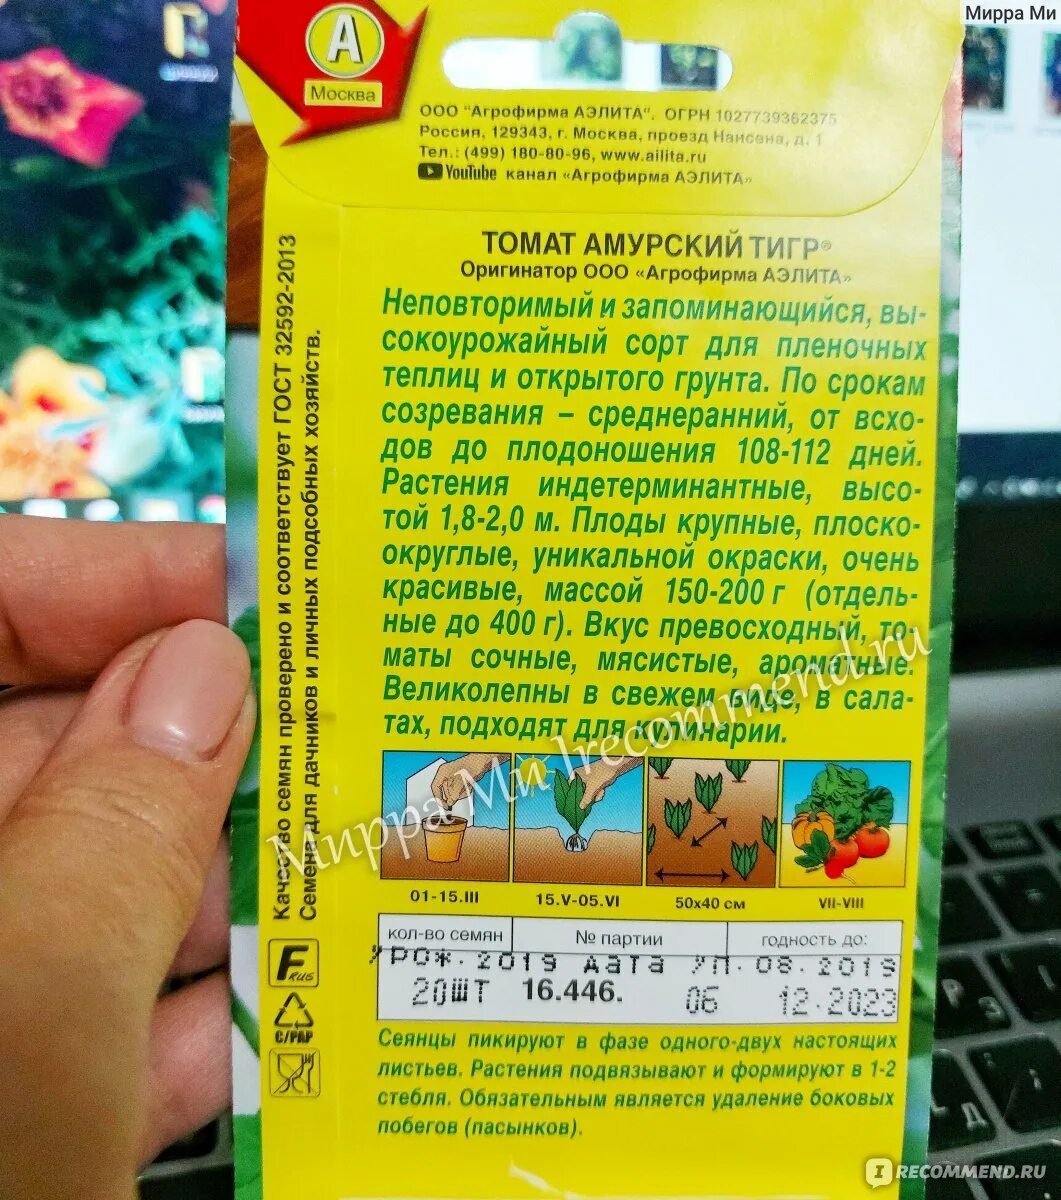 Мирра Ми
А
Москва
ООО "Агрофирма АЭЛИТА". ОГРН 1027739362375
Россия, 129343, г. Москва, проезд Нансена, д. 1
Тел.: (499) 180-80-96, www.ailita.ru
YouTube канал «Агрофирма АЭЛИТА»
ТОМАТ АМУРСКИЙ ТИГР®
Оригинатор ООО «Агрофирма АЭЛИТА»
Неповторимый и запоминающийся, вы-
сокоурожайный сорт для пленочных
теплиц и открытого грунта. По срокам
созревания – среднеранний, от всхо-
дов до плодоношения 108-112 дней.
Растения индетерминантные, высо-
той 1,8-2,0 м. Плоды крупные, плоско-
округлые, уникальной окраски, очень
красивые, массой 150-200 г (отдель-
ные до 400 г). Вкус превосходный, то-
маты сочные, мясистые, ароматные.
Великолепны в свежем виде, в сала-
тах, подходят для кулинарии.
Мирра Ми Irecommend.ru
01-15.III
15.V-05.VI
50х40 см
VII-VIII
кол-во семян
№ партии
годность до:
УРОЖ. 2019 ДАТА УП. 08.2019
20ШТ 16.446. 06 12.2023
Сеянцы пикируют в фазе одного-двух настоящих
листьев. Растения подвязывают и формируют в 1-2
стебля. Обязательным является удаление боковых
побегов (пасынков).
Качество семян проверено и соответствует ГОСТ 32592-2013
Семена для дачников и личных подсобных хозяйств.
F RUS
C/PAP
IRECOMMEND.RU